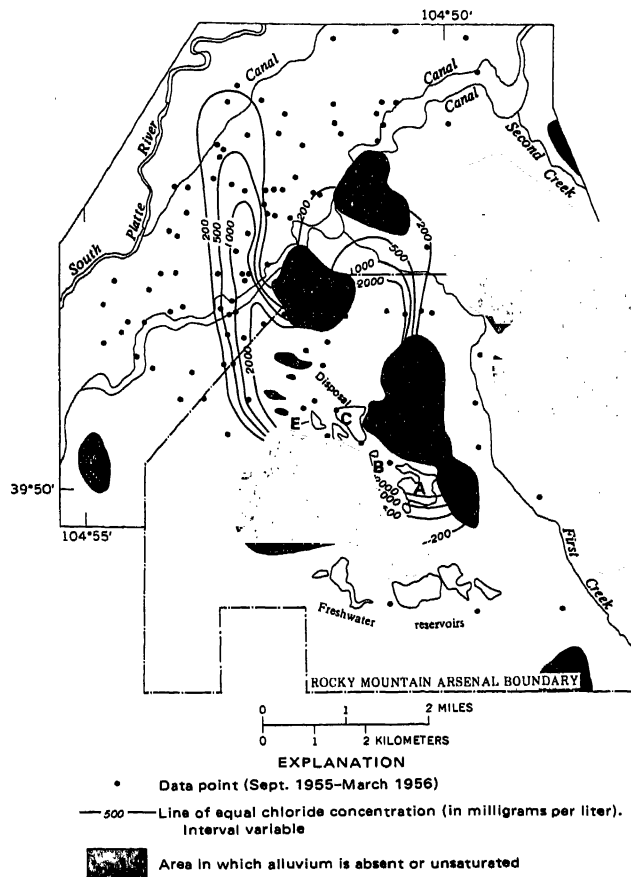 104°50'
Canal
Canal
Canal
Second
Creek
River
Platte
South
200
500
1000
2000
200
200
500
1000
2000
Disposal
E
C
B
A
200
39°50'
104°55'
First
Creek
Freshwater
reservoirs
ROCKY MOUNTAIN ARSENAL BOUNDARY
0 1 2 MILES
0 1 2 KILOMETERS
EXPLANATION
Data point (Sept. 1955–March 1956)
500 Line of equal chloride concentration (in milligrams per liter).
Interval variable
Area in which alluvium is absent or unsaturated